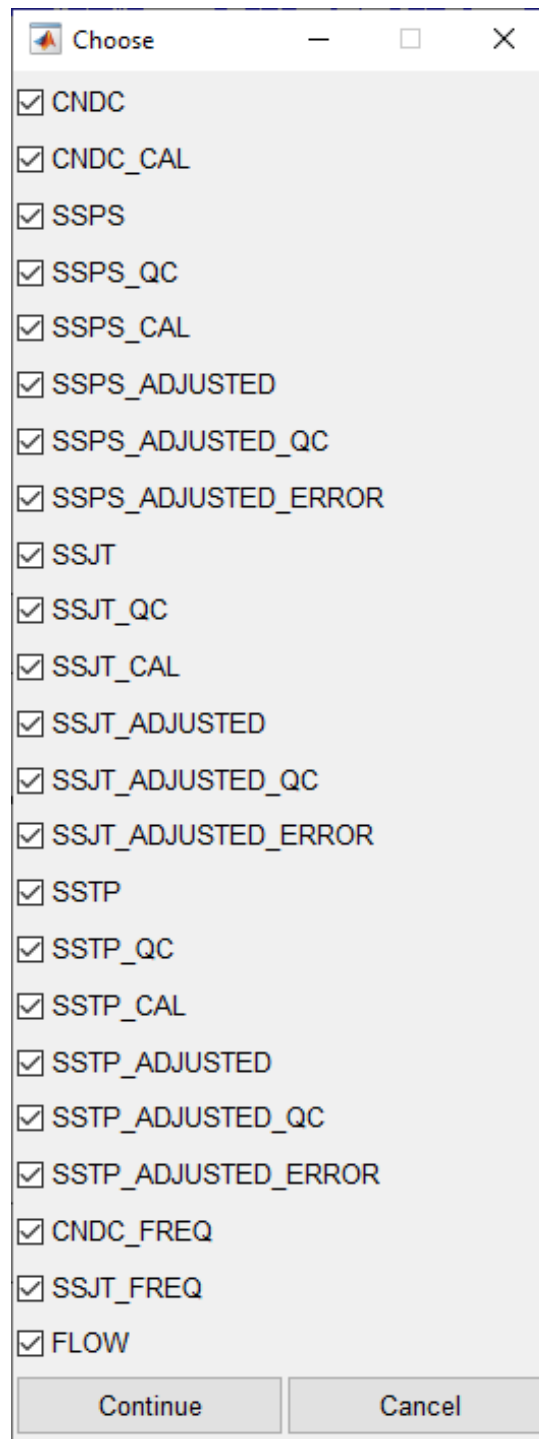 Choose
CNDC
CNDC_CAL
SSPS
SSPS_QC
SSPS_CAL
SSPS_ADJUSTED
SSPS_ADJUSTED_QC
SSPS_ADJUSTED_ERROR
SSJT
SSJT_QC
SSJT_CAL
SSJT_ADJUSTED
SSJT_ADJUSTED_QC
SSJT_ADJUSTED_ERROR
SSTP
SSTP_QC
SSTP_CAL
SSTP_ADJUSTED
SSTP_ADJUSTED_QC
SSTP_ADJUSTED_ERROR
CNDC_FREQ
SSJT_FREQ
FLOW
Continue Cancel